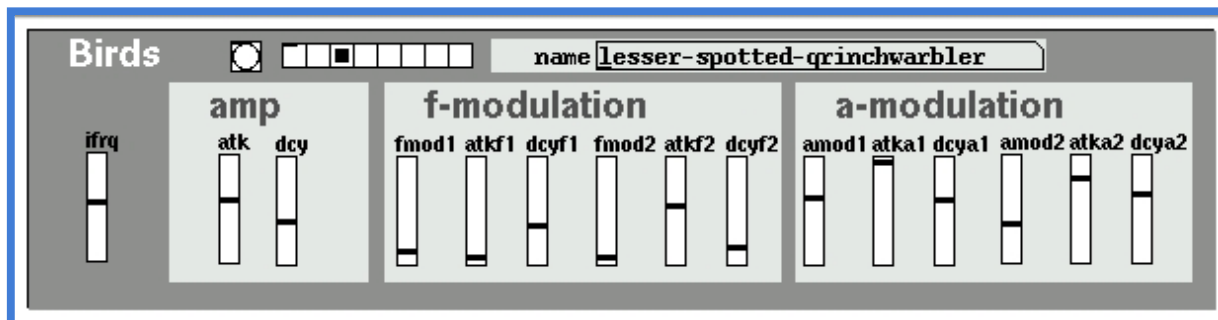 Birds name lesser-spotted-qrinchwarbler
amp f-modulation a-modulation
ifrq atk dcy fmod1 atkf1 dcyf1 fmod2 atkf2 dcyf2 amod1 atka1 dcya1 amod2 atka2 dcya2